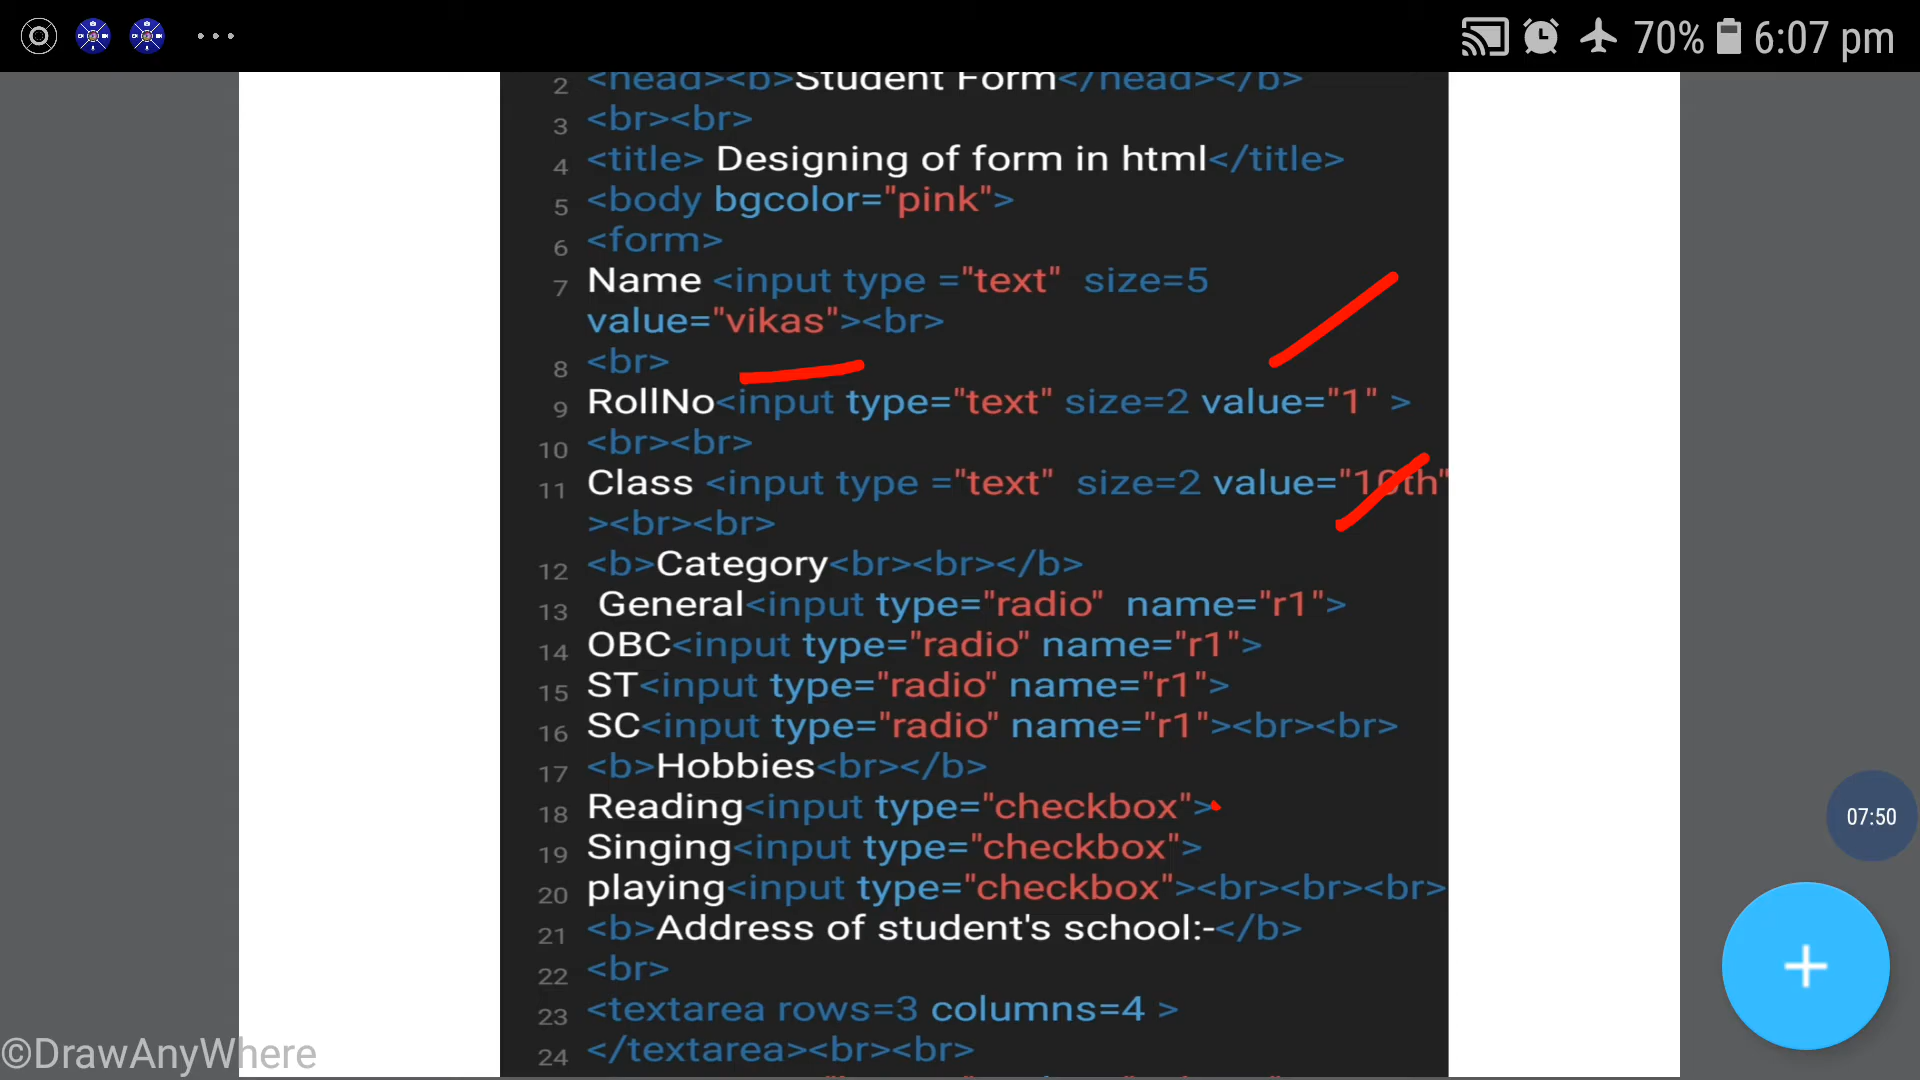 70% 6:07 pm
2 <head><b>Student Form</head></b>
3 <br><br>
4 <title> Designing of form in html</title>
5 <body bgcolor="pink">
6 <form>
7 Name <input type ="text"  size=5
value="vikas"><br>
8 <br>
9 RollNo<input type="text" size=2 value="1" >
10 <br><br>
11 Class <input type ="text"  size=2 value="10th"
><br><br>
12 <b>Category<br><br></b>
13 General<input type="radio"  name="r1">
14 OBC<input type="radio" name="r1">
15 ST<input type="radio" name="r1">
16 SC<input type="radio" name="r1"><br><br>
17 <b>Hobbies<br></b>
18 Reading<input type="checkbox">
19 Singing<input type="checkbox">
20 playing<input type="checkbox"><br><br><br>
21 <b>Address of student's school:-</b>
22 <br>
23 <textarea rows=3 columns=4 >
24 </textarea><br><br>
07:50
©DrawAnyWhere